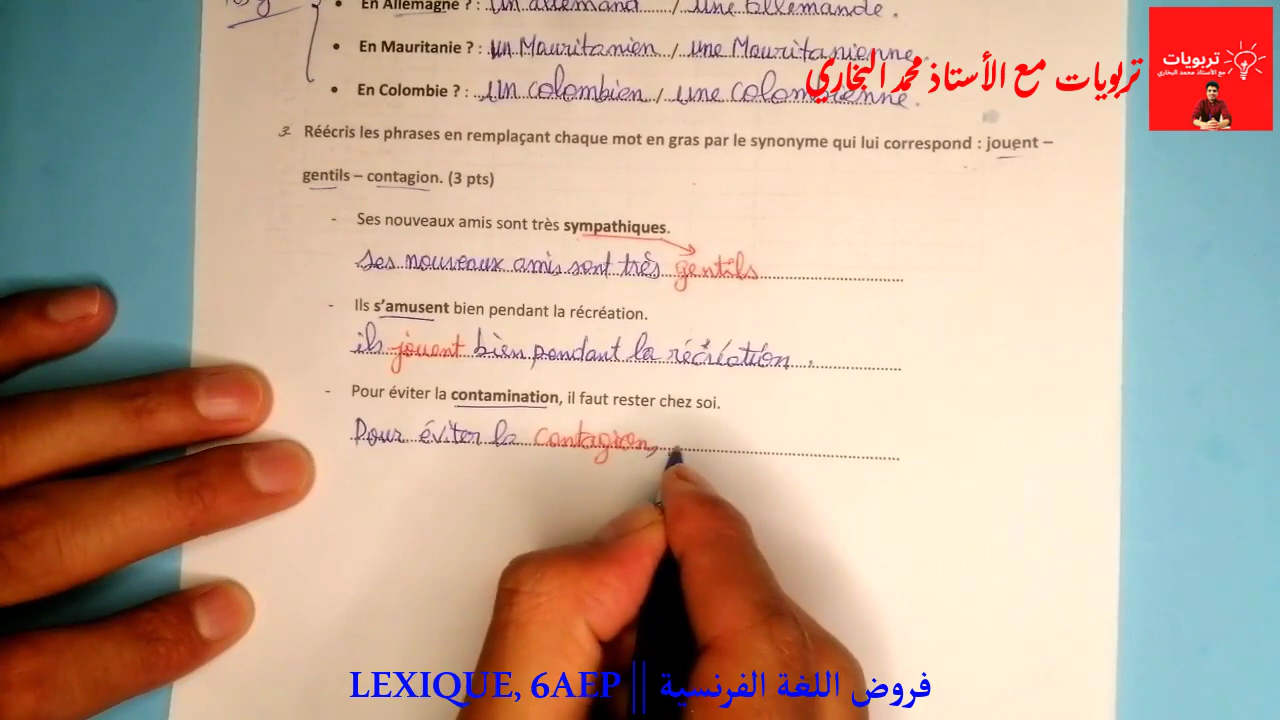 En Allemagne ? : un allemand / une allemande.
En Mauritanie ? : un Mauritanien / une Mauritanienne.
En Colombie ? : un colombien / une colombienne.
تربويات مع الأستاذ محمد البخاري
تربويات
مع الأستاذ محمد البخاري
3. Réécris les phrases en remplaçant chaque mot en gras par le synonyme qui lui correspond : jouent –
gentils – contagion. (3 pts)
- Ses nouveaux amis sont très sympathiques.
Ses nouveaux amis sont très gentils
- Ils s'amusent bien pendant la récréation.
ils jouent bien pendant la récréation.
- Pour éviter la contamination, il faut rester chez soi.
Pour éviter la contagion,
LEXIQUE, 6AEP || فروض اللغة الفرنسية